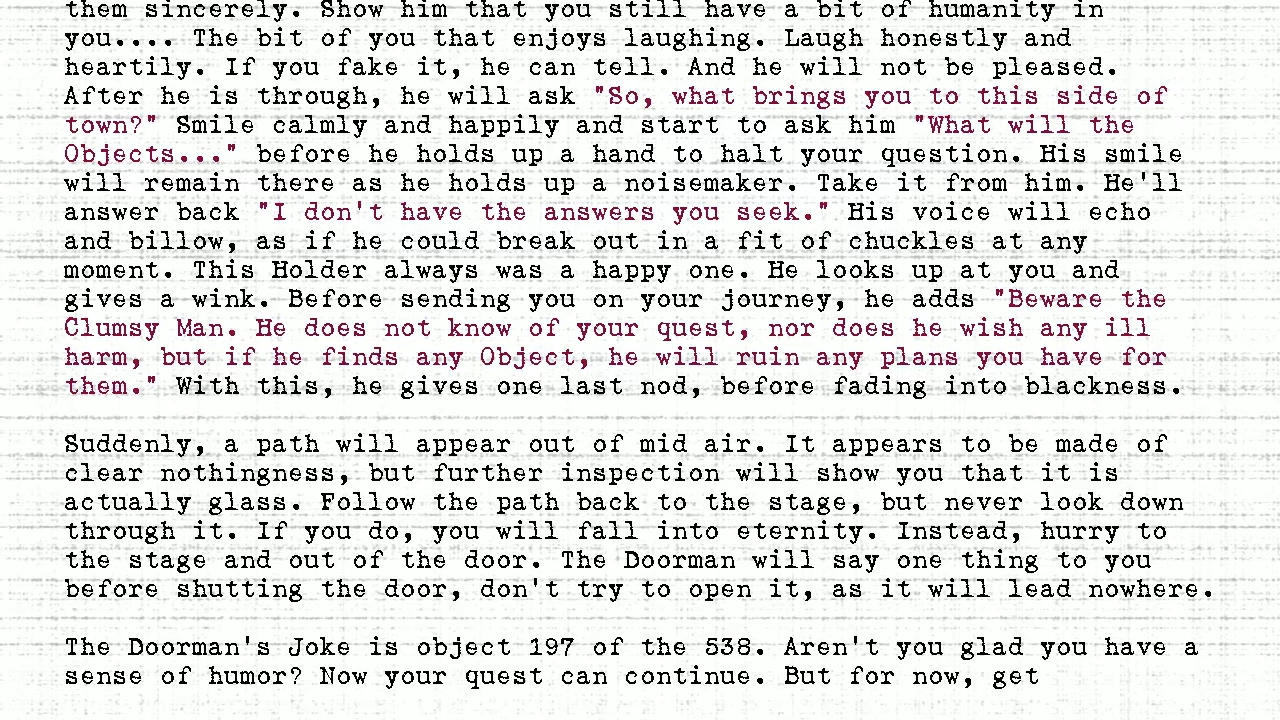 them sincerely. Show him that you still have a bit of humanity in
you.... The bit of you that enjoys laughing. Laugh honestly and
heartily. If you fake it, he can tell. And he will not be pleased.
After he is through, he will ask "So, what brings you to this side of
town?" Smile calmly and happily and start to ask him "What will the
Objects..." before he holds up a hand to halt your question. His smile
will remain there as he holds up a noisemaker. Take it from him. He'll
answer back "I don't have the answers you seek." His voice will echo
and billow, as if he could break out in a fit of chuckles at any
moment. This Holder always was a happy one. He looks up at you and
gives a wink. Before sending you on your journey, he adds "Beware the
Clumsy Man. He does not know of your quest, nor does he wish any ill
harm, but if he finds any Object, he will ruin any plans you have for
them." With this, he gives one last nod, before fading into blackness.
Suddenly, a path will appear out of mid air. It appears to be made of
clear nothingness, but further inspection will show you that it is
actually glass. Follow the path back to the stage, but never look down
through it. If you do, you will fall into eternity. Instead, hurry to
the stage and out of the door. The Doorman will say one thing to you
before shutting the door, don't try to open it, as it will lead nowhere.
The Doorman's Joke is object 197 of the 538. Aren't you glad you have a
sense of humor? Now your quest can continue. But for now, get